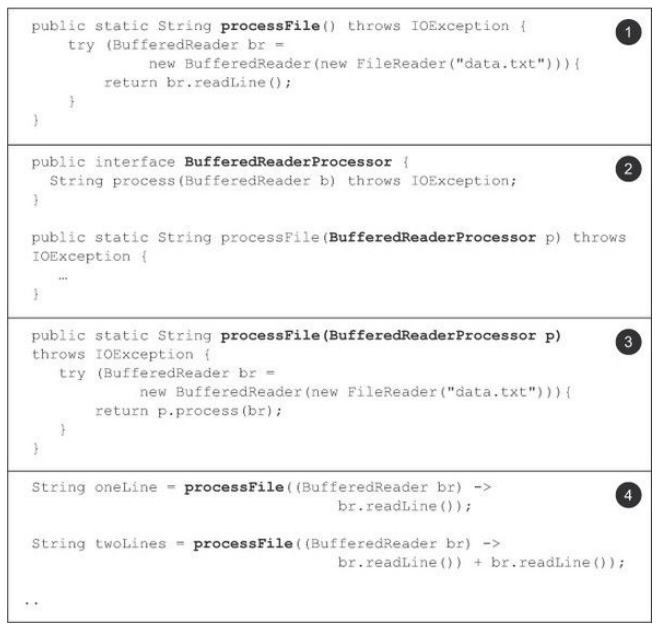 public static String processFile() throws IOException {
try (BufferedReader br =
new BufferedReader(new FileReader("data.txt"))){
return br.readLine();
}
}
1
public interface BufferedReaderProcessor {
String process(BufferedReader b) throws IOException;
}
public static String processFile(BufferedReaderProcessor p) throws
IOException {
…
}
2
public static String processFile(BufferedReaderProcessor p)
throws IOException {
try (BufferedReader br =
new BufferedReader(new FileReader("data.txt"))){
return p.process(br);
}
}
3
String oneLine = processFile((BufferedReader br) ->
br.readLine());
String twoLines = processFile((BufferedReader br) ->
br.readLine()) + br.readLine());
..
4